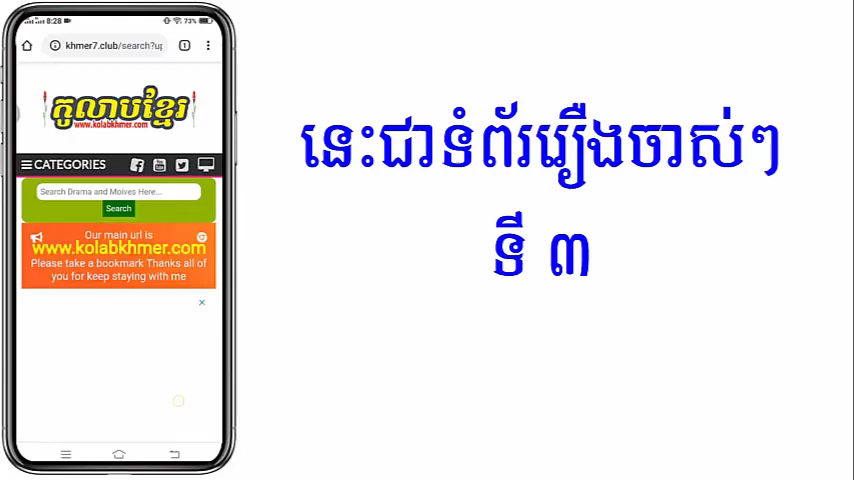 8:28
73%
khmer7.club/search?up
1
កូលាបខ្មែរ
www.kolabkhmer.com
CATEGORIES
Search Drama and Moives Here...
Search
Our main url is
www.kolabkhmer.com
Please take a bookmark Thanks all of
you for keep staying with me
នេះជាទំព័ររឿងចាស់ៗ
ទី ៣